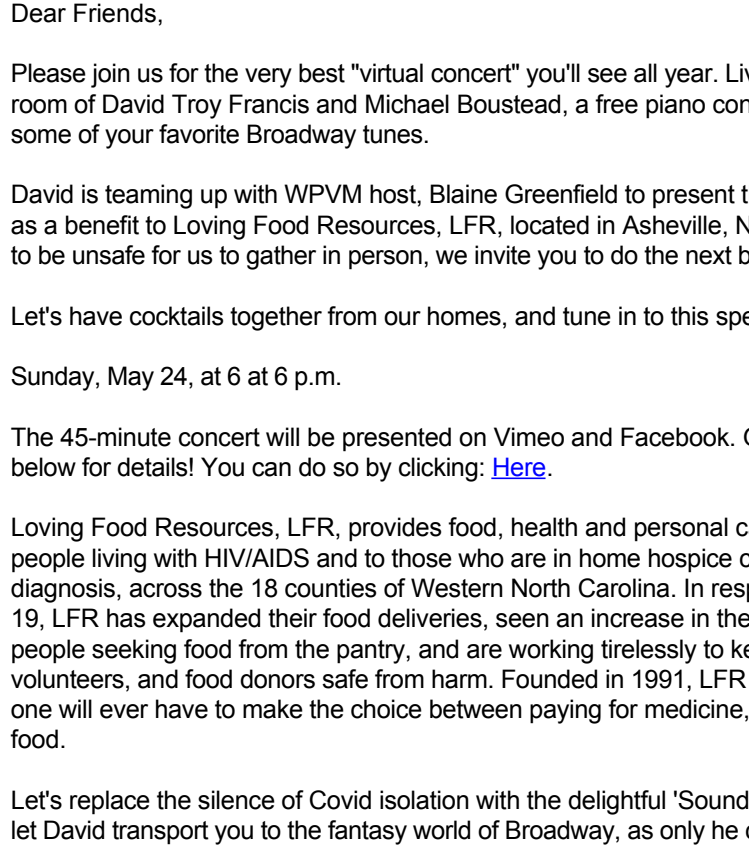 Dear Friends,
Please join us for the very best "virtual concert" you'll see all year. Liv
room of David Troy Francis and Michael Boustead, a free piano con
some of your favorite Broadway tunes.
David is teaming up with WPVM host, Blaine Greenfield to present t
as a benefit to Loving Food Resources, LFR, located in Asheville, N
to be unsafe for us to gather in person, we invite you to do the next b
Let's have cocktails together from our homes, and tune in to this spe
Sunday, May 24, at 6 at 6 p.m.
The 45-minute concert will be presented on Vimeo and Facebook. C
below for details! You can do so by clicking: Here.
Loving Food Resources, LFR, provides food, health and personal ca
people living with HIV/AIDS and to those who are in home hospice c
diagnosis, across the 18 counties of Western North Carolina. In resp
19, LFR has expanded their food deliveries, seen an increase in the
people seeking food from the pantry, and are working tirelessly to ke
volunteers, and food donors safe from harm. Founded in 1991, LFR
one will ever have to make the choice between paying for medicine,
food.
Let's replace the silence of Covid isolation with the delightful 'Sound
let David transport you to the fantasy world of Broadway, as only he c